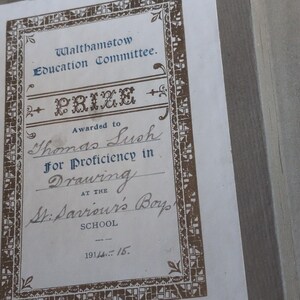 Walthamstow
Education Committee.
PRIZE
Awarded to
Thomas Lush
for Proficiency in
Drawing
AT THE
St. Saviour's Boys'
SCHOOL.
1914-15.